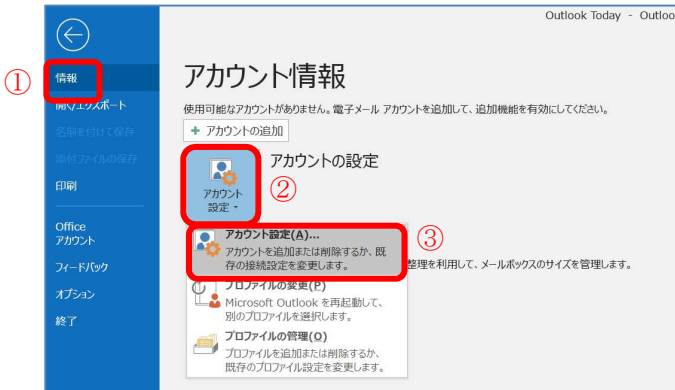 Outlook Today - Outloo
①
情報
開く/エクスポート
名前を付けて保存
添付ファイルの保存
印刷
Office
アカウント
フィードバック
オプション
終了
アカウント情報
使用可能なアカウントがありません。電子メール アカウントを追加して、追加機能を有効にしてください。
+ アカウントの追加
アカウント
設定
②
アカウントの設定
アカウント設定(A)...
アカウントを追加または削除するか、既
存の接続設定を変更します。
③
整理を利用して、メールボックスのサイズを管理します。
プロファイルの変更(P)
Microsoft Outlook を再起動して、
別のプロファイルを選択します。
プロファイルの管理(O)
プロファイルを追加または削除するか、
既存のプロファイル設定を変更します。